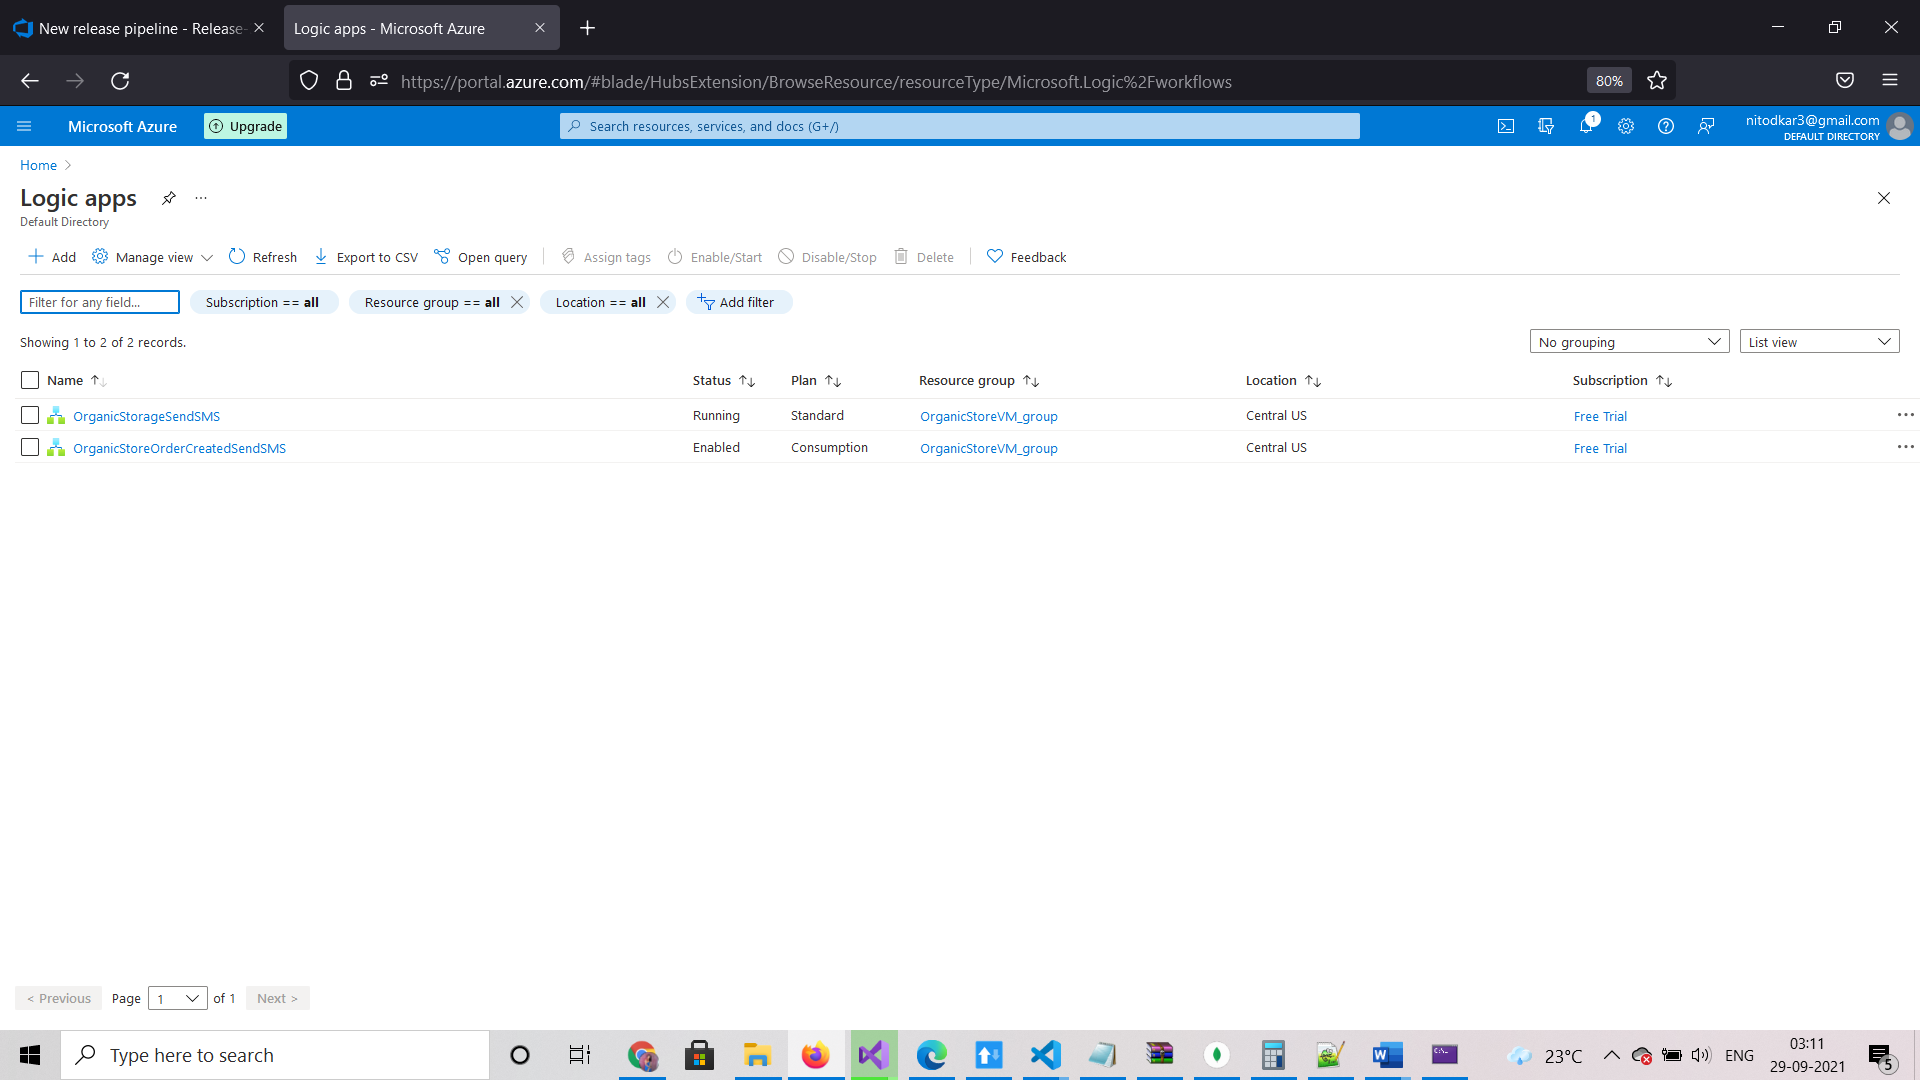 New release pipeline - Release-
Logic apps - Microsoft Azure
https://portal.azure.com/#blade/HubsExtension/BrowseResource/resourceType/Microsoft.Logic%2Fworkflows
80%
Microsoft Azure
Upgrade
Search resources, services, and docs (G+/)
1
nitodkar3@gmail.com
DEFAULT DIRECTORY
Home
Logic apps
Default Directory
Add Manage view Refresh Export to CSV Open query Assign tags Enable/Start Disable/Stop Delete Feedback
Filter for any field... Subscription == all Resource group == all Location == all Add filter
Showing 1 to 2 of 2 records. No grouping List view
Name Status Plan Resource group Location Subscription
OrganicStorageSendSMS Running Standard OrganicStoreVM_group Central US Free Trial
OrganicStoreOrderCreatedSendSMS Enabled Consumption OrganicStoreVM_group Central US Free Trial
< Previous Page 1 of 1 Next >
Type here to search
23°C
ENG
03:11
29-09-2021
5